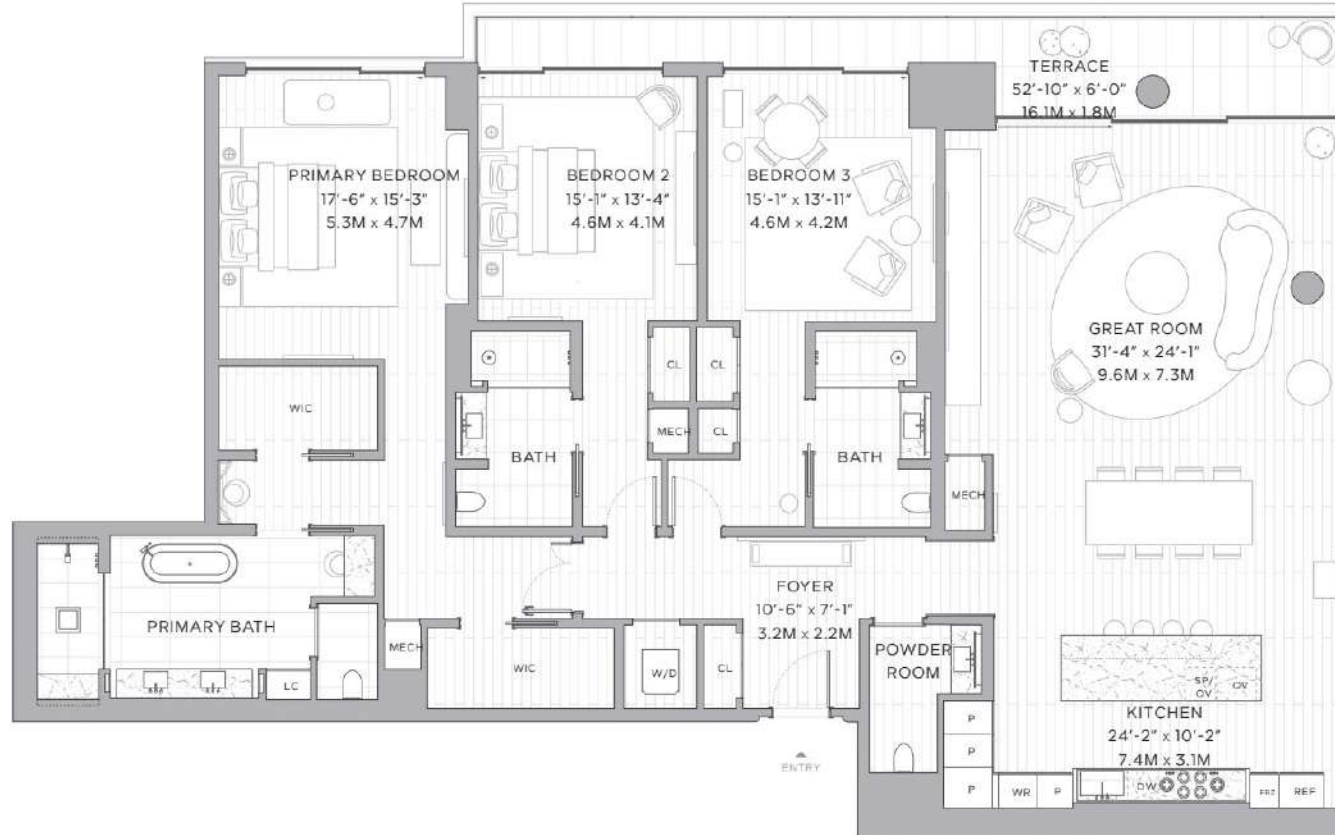 TERRACE
52'-10" x 6'-0"
16.1M x 1.8M
PRIMARY BEDROOM
17'-6" x 15'-3"
5.3M x 4.7M
BEDROOM 2
15'-1" x 13'-4"
4.6M x 4.1M
BEDROOM 3
15'-1" x 13'-11"
4.6M x 4.2M
GREAT ROOM
31'-4" x 24'-1"
9.6M x 7.3M
CL
CL
WIC
MECH
CL
BATH
BATH
MECH
FOYER
10'-6" x 7'-1"
3.2M x 2.2M
PRIMARY BATH
MECH
WIC
W/D
CL
POWDER
ROOM
LC
SP/
OV
OV
KITCHEN
24'-2" x 10'-2"
7.4M x 3.1M
P
P
P
ENTRY
WR
P
DW
FRZ
REF